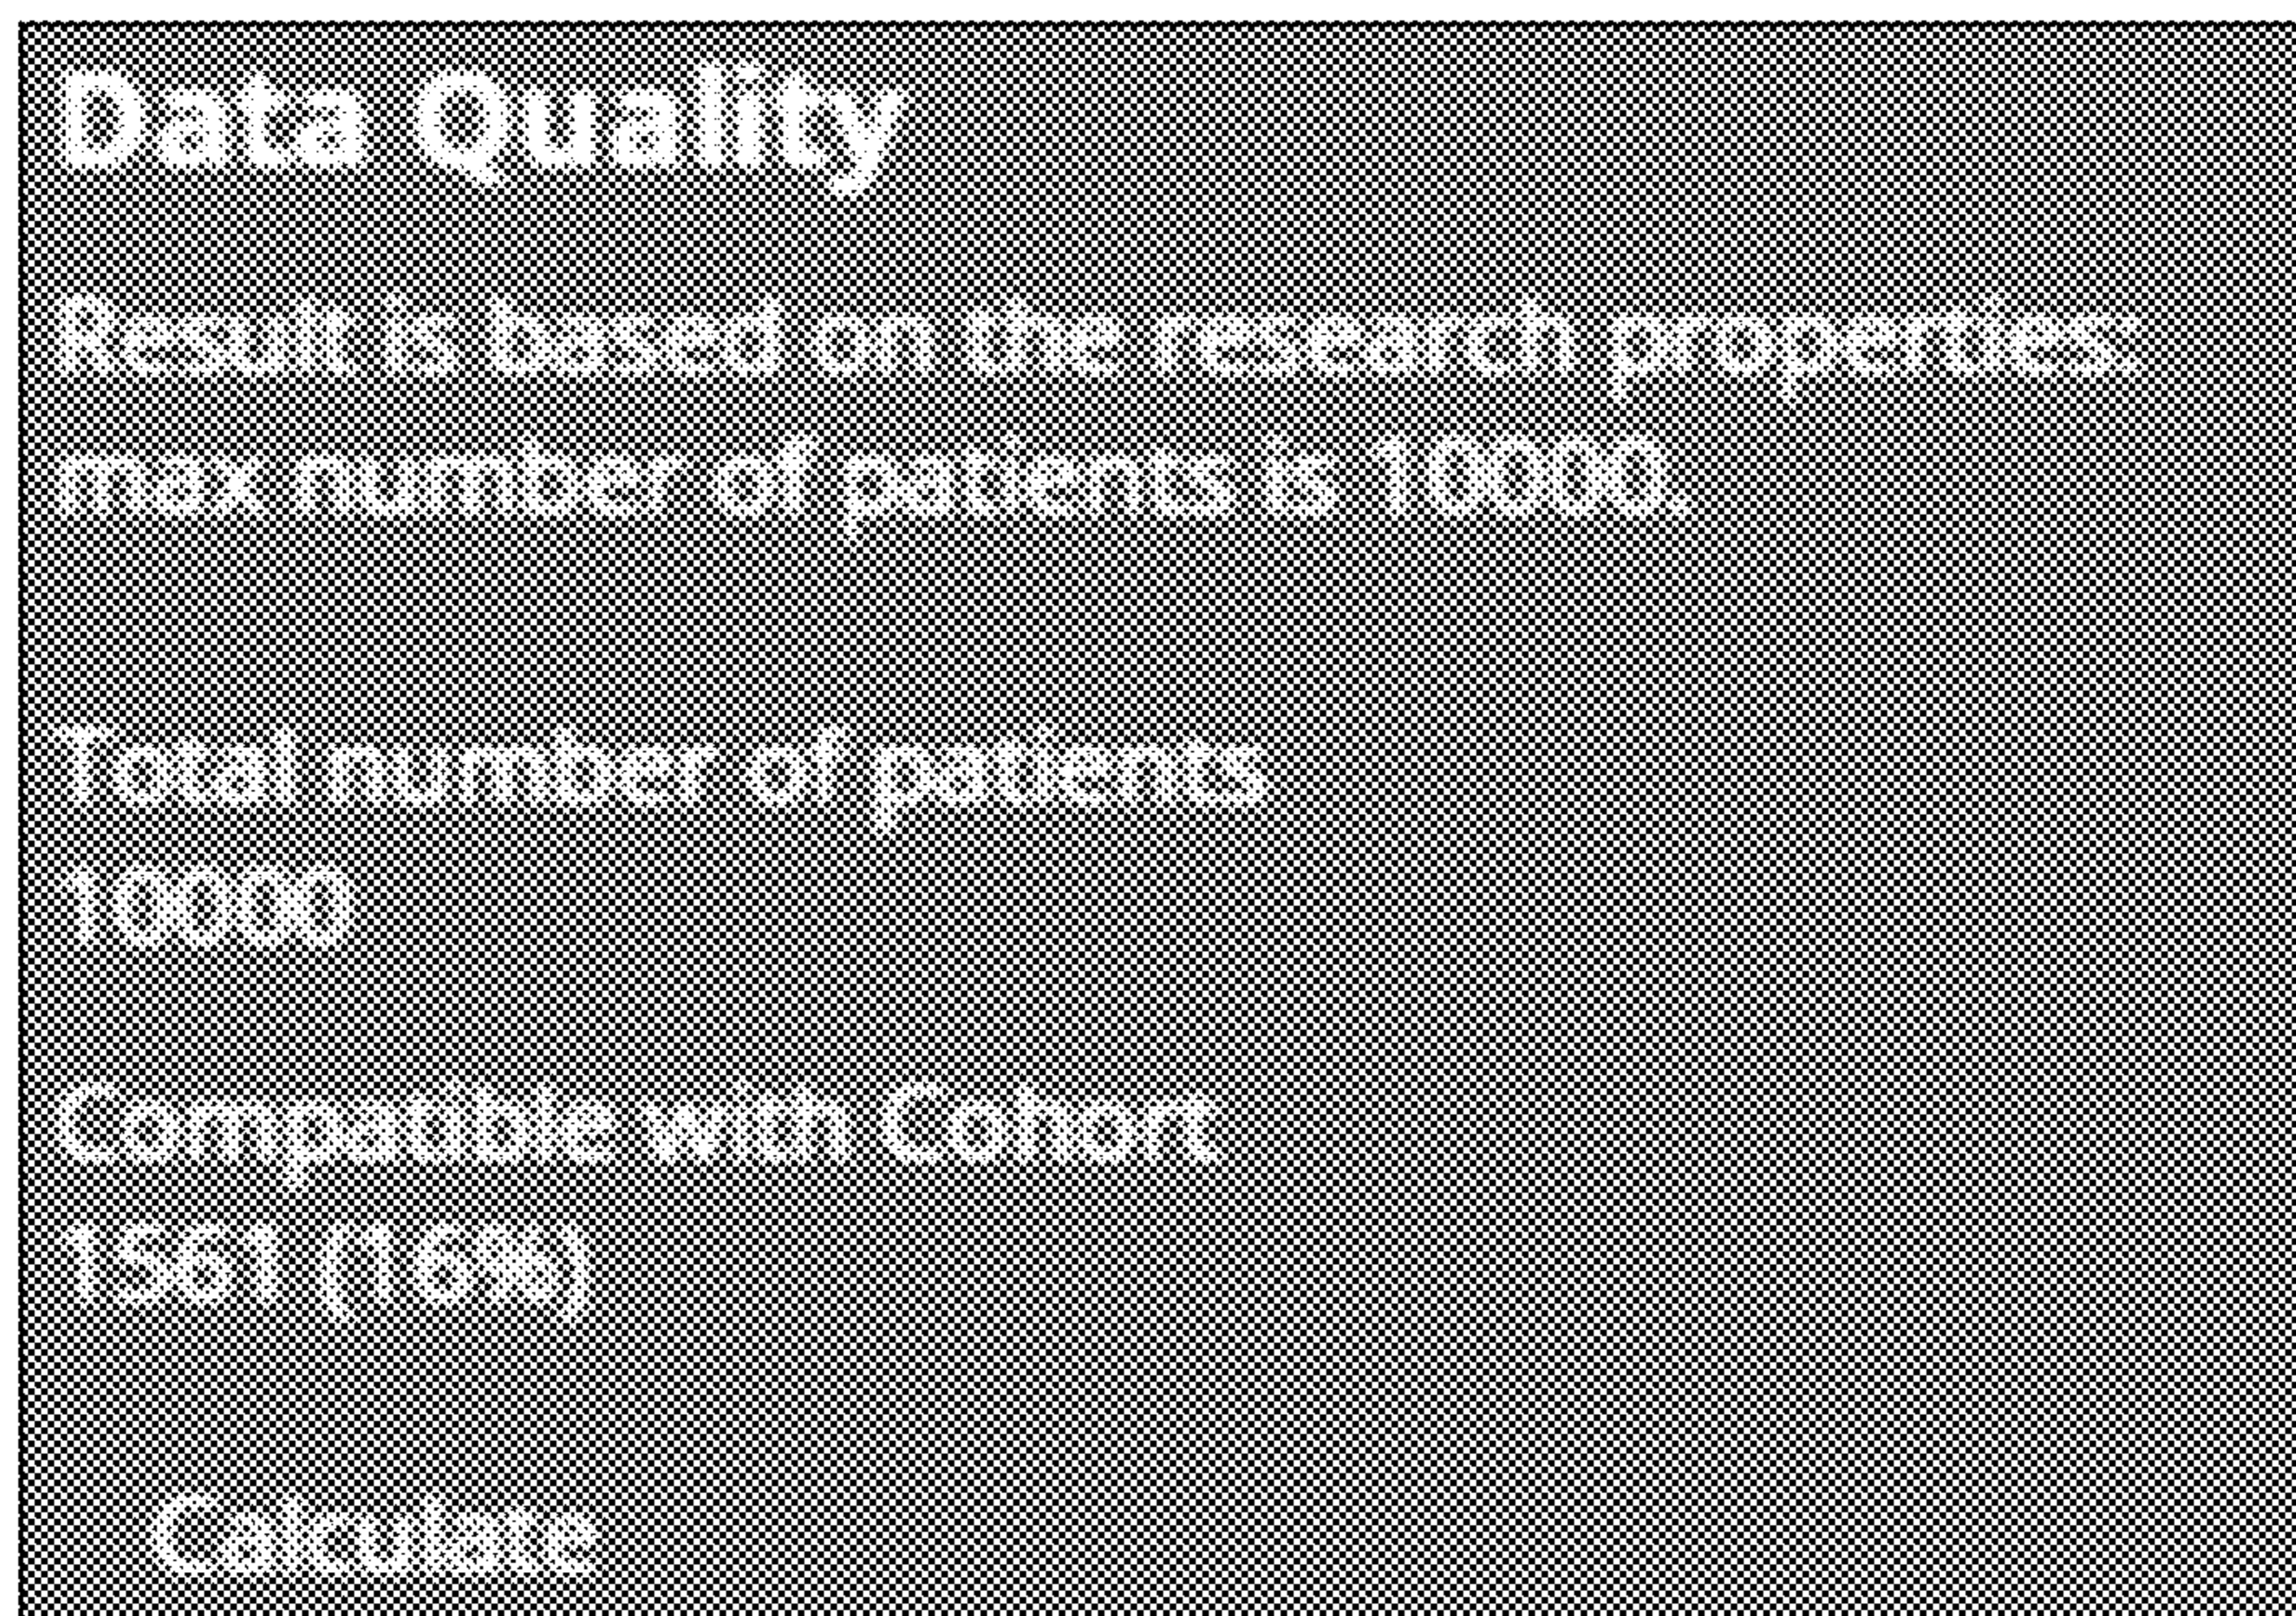 Data Quality
Result is based on the research properties:
max number of patients is 10000.
Total number of patients
10000
Compatible with Cohort
1561 (16%)
Calculate